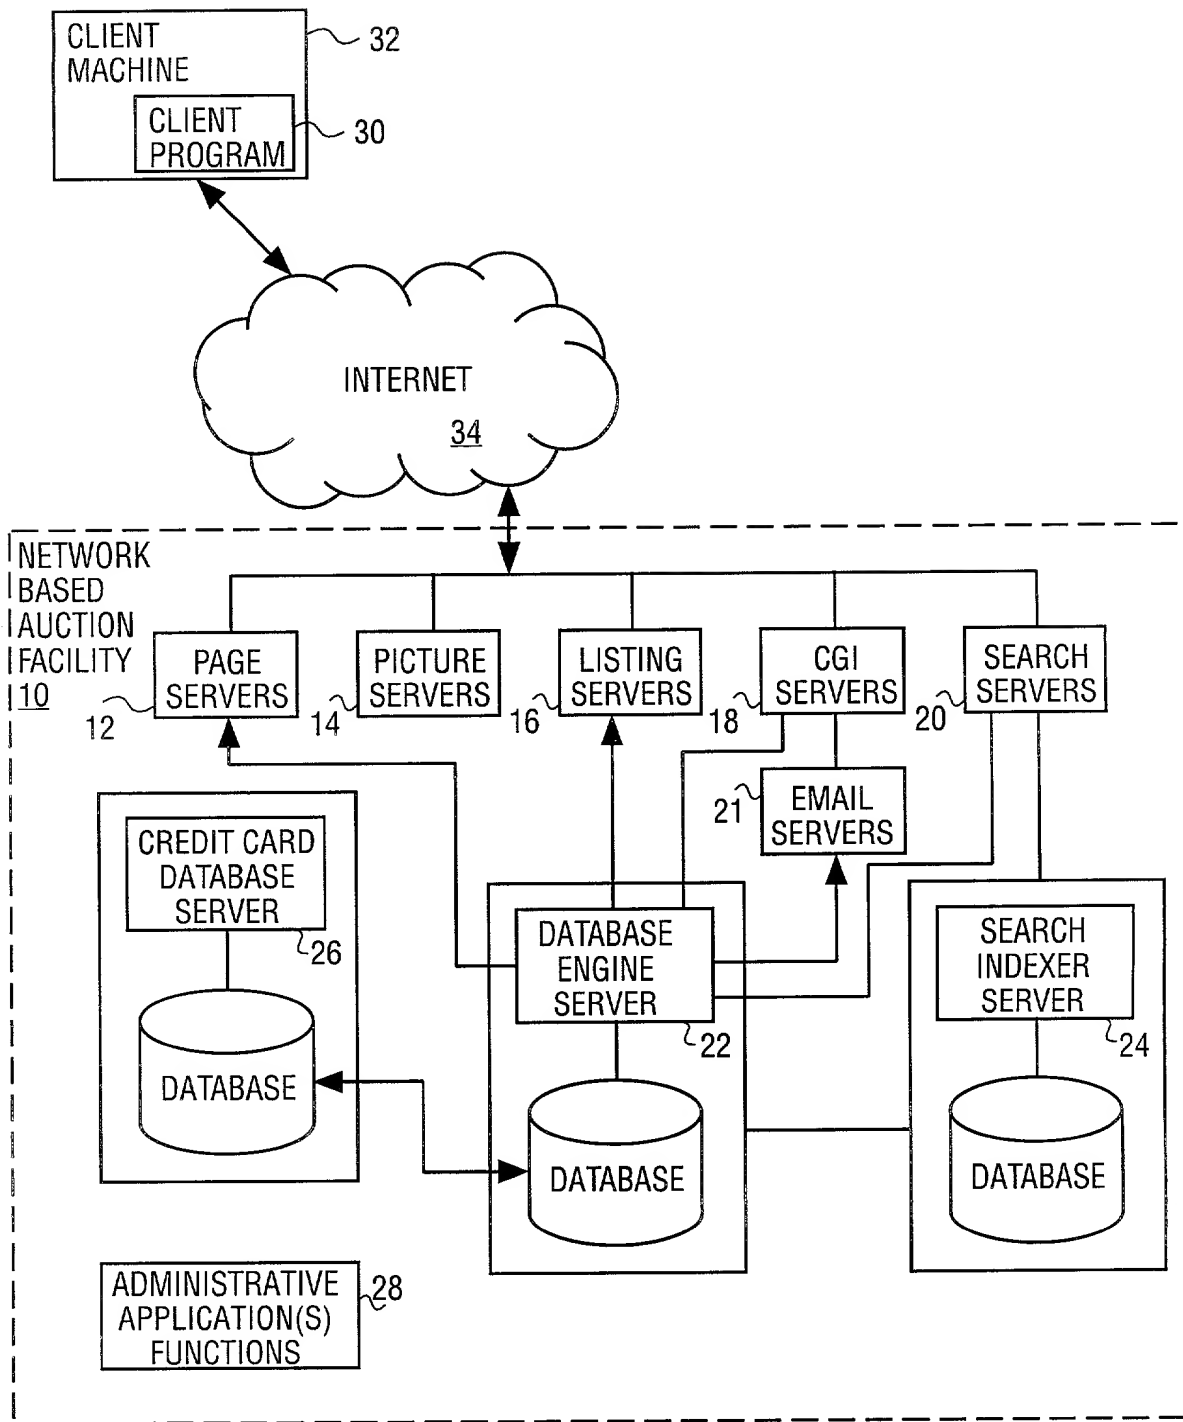 CLIENT
MACHINE
32
CLIENT
PROGRAM
30
INTERNET
34
NETWORK
BASED
AUCTION
FACILITY
10
PAGE
SERVERS
12
PICTURE
SERVERS
14
LISTING
SERVERS
16
CGI
SERVERS
18
SEARCH
SERVERS
20
EMAIL
SERVERS
21
CREDIT CARD
DATABASE
SERVER
26
DATABASE
DATABASE
ENGINE
SERVER
22
DATABASE
SEARCH
INDEXER
SERVER
24
DATABASE
ADMINISTRATIVE
APPLICATION(S)
FUNCTIONS
28